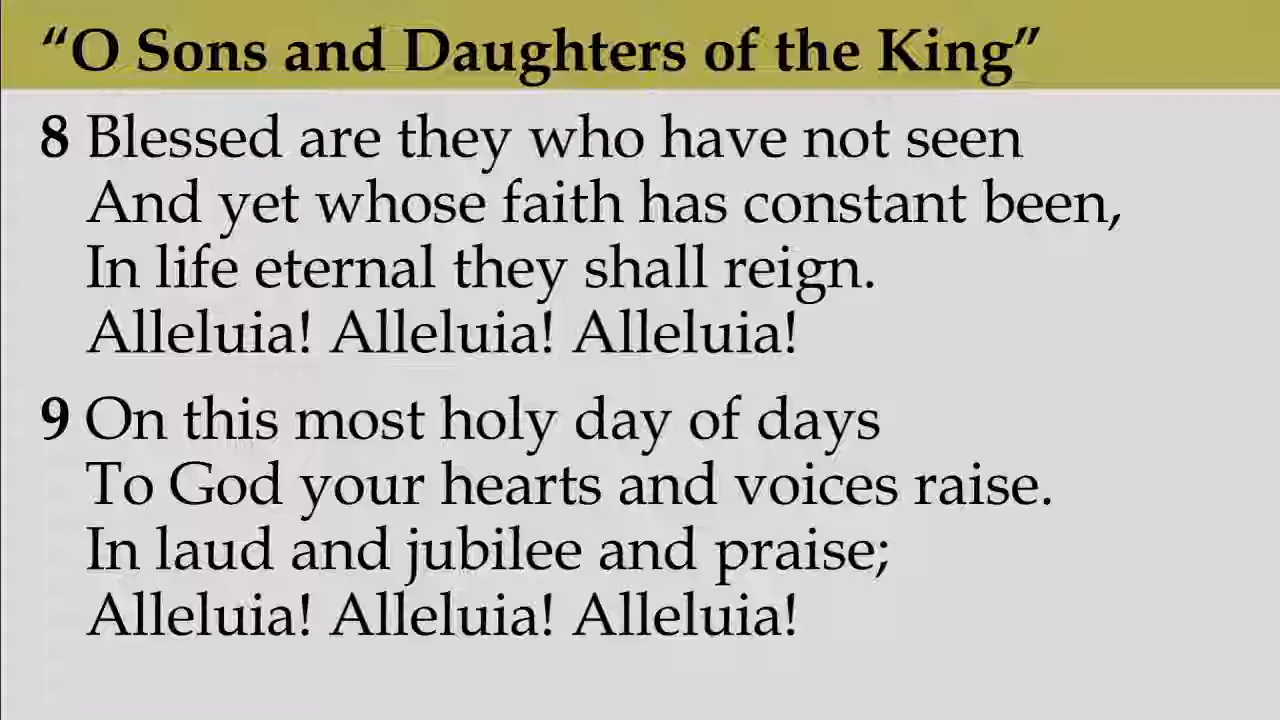 “O Sons and Daughters of the King”
8 Blessed are they who have not seen
And yet whose faith has constant been,
In life eternal they shall reign.
Alleluia! Alleluia! Alleluia!
9 On this most holy day of days
To God your hearts and voices raise.
In laud and jubilee and praise;
Alleluia! Alleluia! Alleluia!